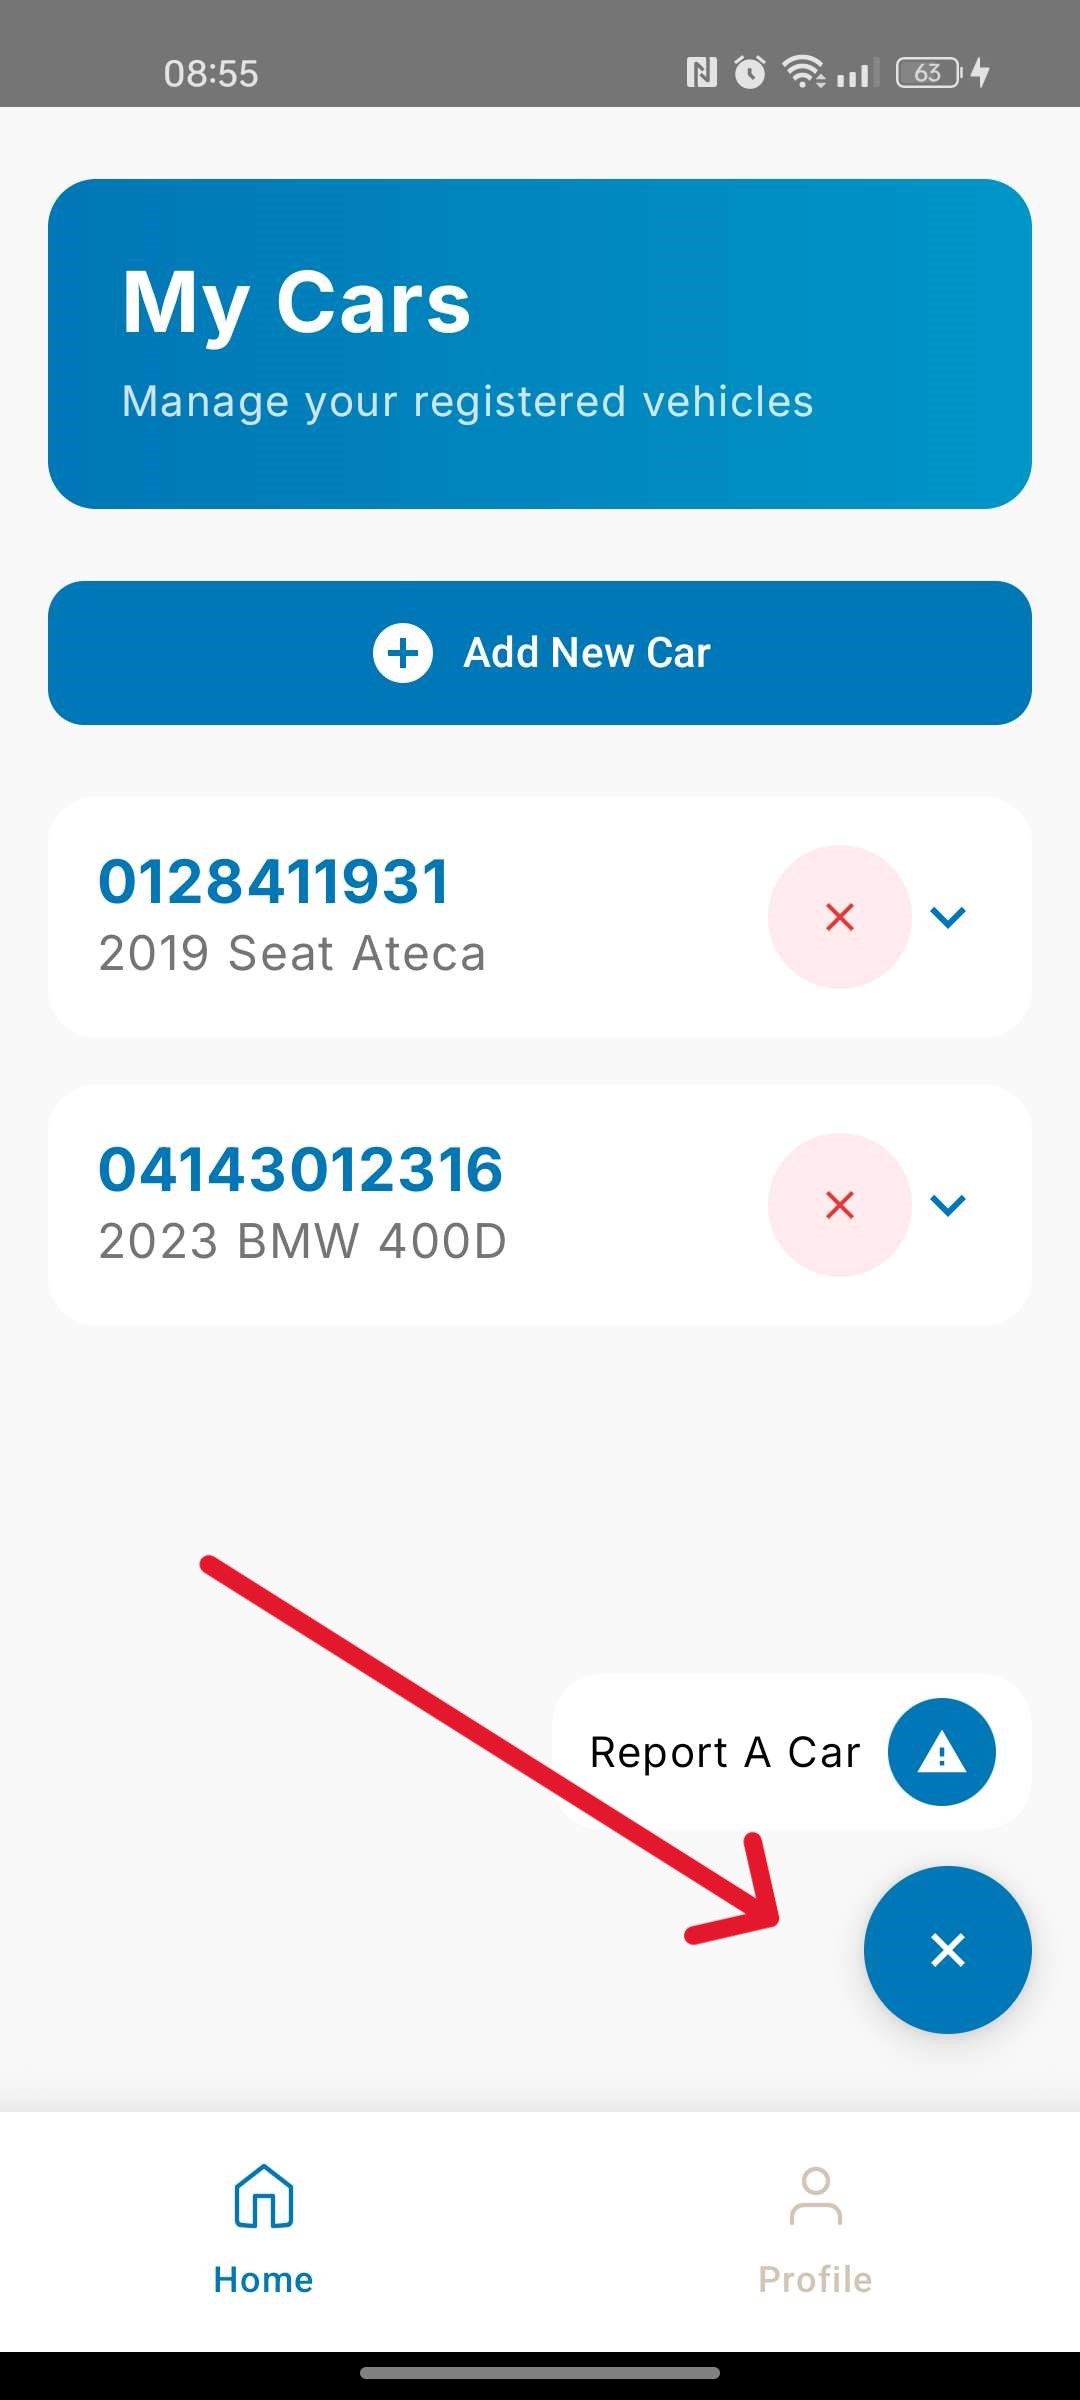 08:55
63
My Cars
Manage your registered vehicles
Add New Car
0128411931
2019 Seat Ateca
04143012316
2023 BMW 400D
Report A Car
Home
Profile